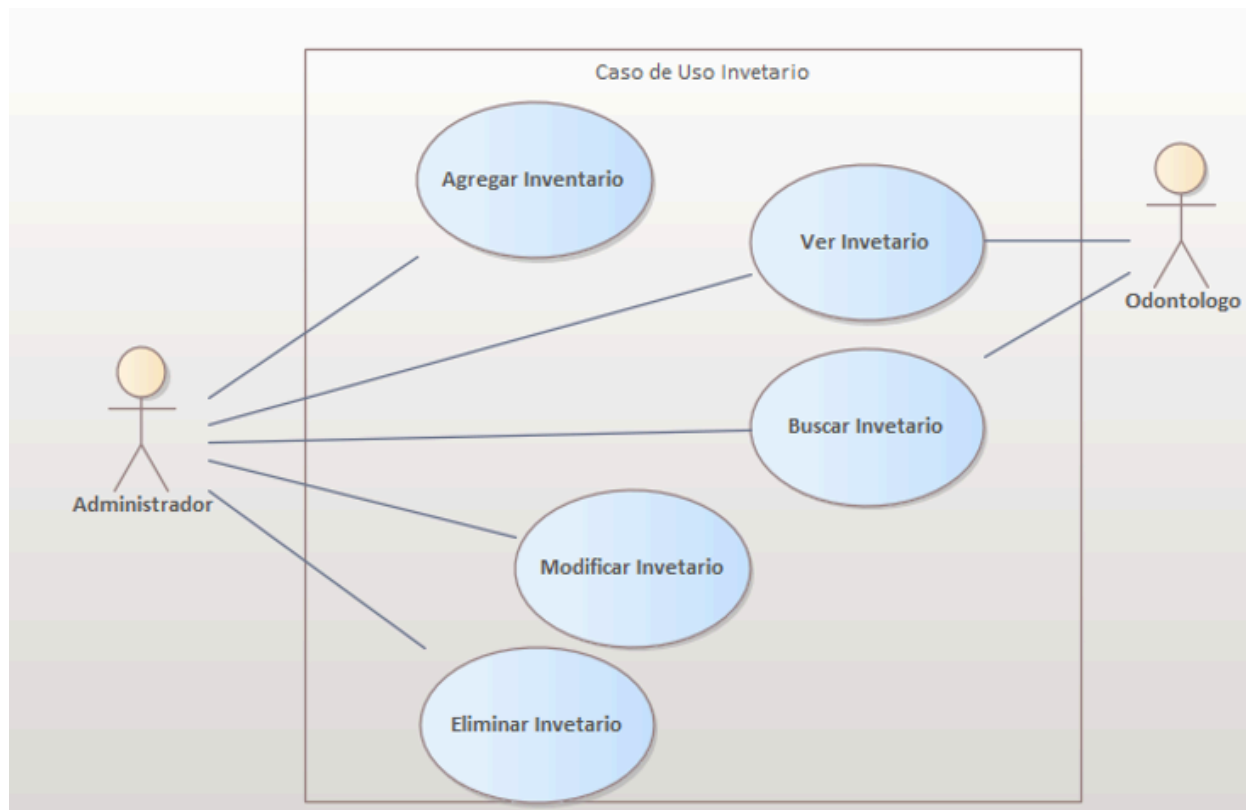 Caso de Uso Invetario
Agregar Inventario
Ver Invetario
Odontologo
Buscar Invetario
Administrador
Modificar Invetario
Eliminar Invetario